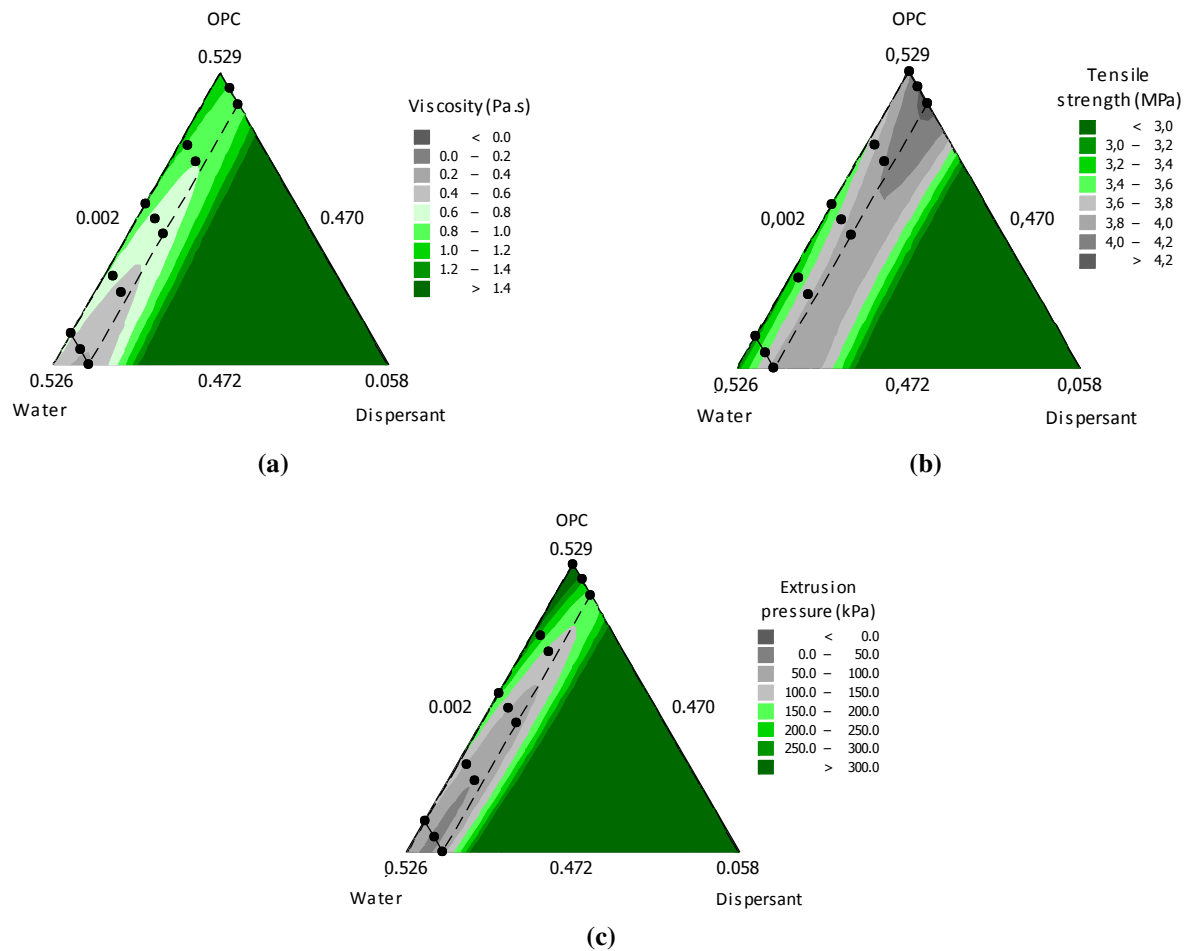 OPC
0.529
Viscosity (Pa.s)
< 0.0
0.0 – 0.2
0.2 – 0.4
0.4 – 0.6
0.6 – 0.8
0.8 – 1.0
1.0 – 1.2
1.2 – 1.4
> 1.4
0.002
0.470
0.526
0.472
0.058
Water
Dispersant
(a)
OPC
0,529
Tensile
strength (MPa)
< 3,0
3,0 – 3,2
3,2 – 3,4
3,4 – 3,6
3,6 – 3,8
3,8 – 4,0
4,0 – 4,2
> 4,2
0,002
0,470
0,526
0,472
0,058
Water
Dispersant
(b)
OPC
0.529
Extrusion
pressure (kPa)
< 0.0
0.0 – 50.0
50.0 – 100.0
100.0 – 150.0
150.0 – 200.0
200.0 – 250.0
250.0 – 300.0
> 300.0
0.002
0.470
0.526
0.472
0.058
Water
Dispersant
(c)